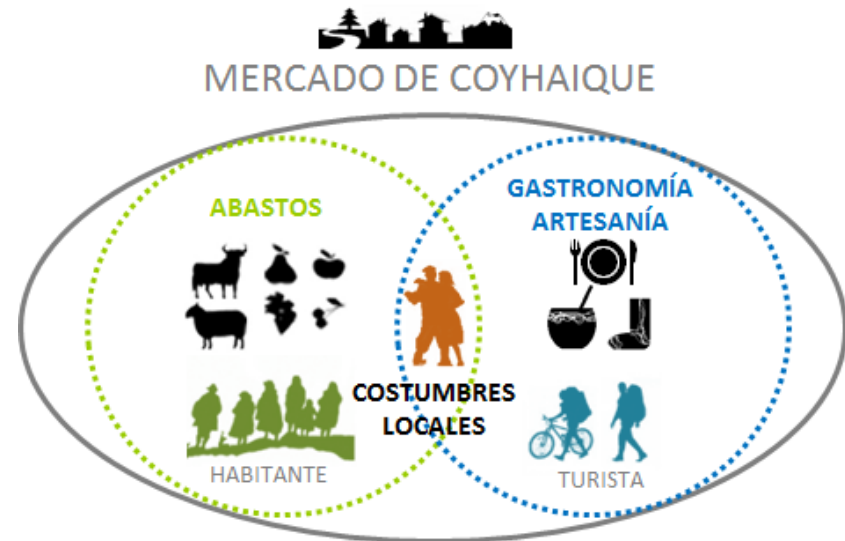 MERCADO DE COYHAIQUE
ABASTOS
GASTRONOMÍA
ARTESANÍA
COSTUMBRES
LOCALES
HABITANTE
TURISTA